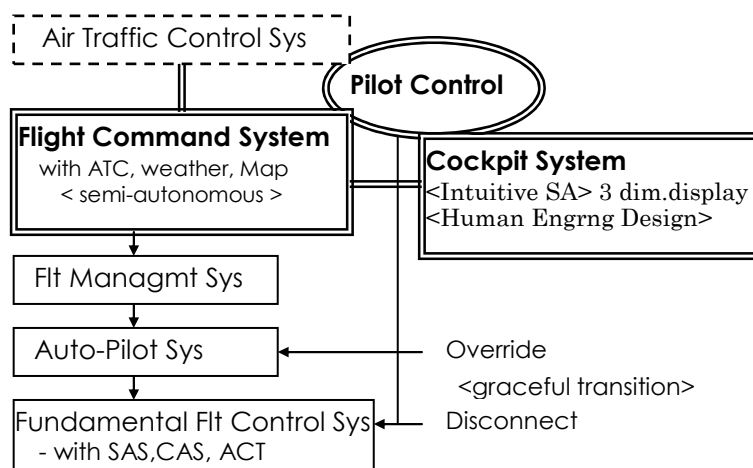 Air Traffic Control Sys
Pilot Control
Flight Command System
with ATC, weather, Map
< semi-autonomous >
Cockpit System
<Intuitive SA> 3 dim.display
<Human Engrng Design>
Flt Managmt Sys
Auto-Pilot Sys
Override
<graceful transition>
Fundamental Flt Control Sys
- with SAS,CAS, ACT
Disconnect